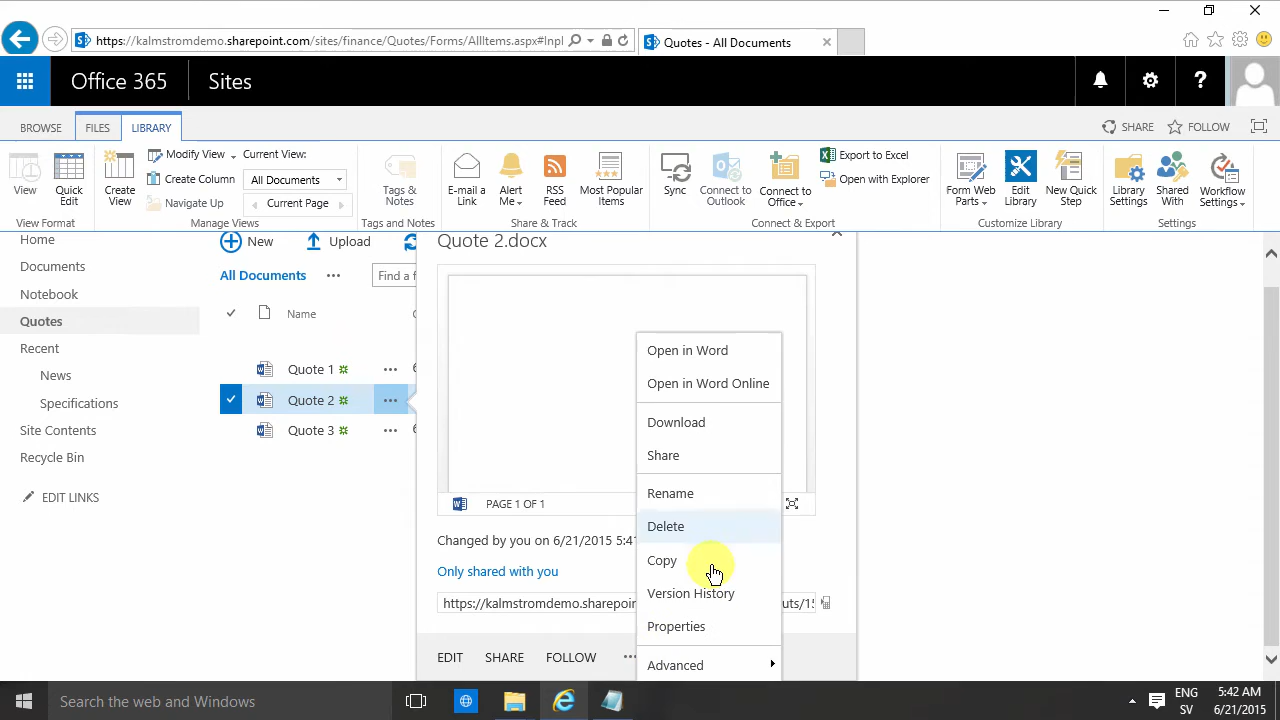 https://kalmstromdemo.sharepoint.com/sites/finance/Quotes/Forms/AllItems.aspx#Inpl
Quotes - All Documents
Office 365
Sites
BROWSE
FILES
LIBRARY
SHARE
FOLLOW
View
Quick Edit
View Format
Create View
Modify View
Create Column
Navigate Up
Current View:
All Documents
Current Page
Manage Views
Tags & Notes
Tags and Notes
E-mail a Link
Alert Me
RSS Feed
Most Popular Items
Share & Track
Sync
Connect to Outlook
Connect to Office
Export to Excel
Open with Explorer
Connect & Export
Form Web Parts
Edit Library
New Quick Step
Customize Library
Library Settings
Shared With
Workflow Settings
Settings
Home
Documents
Notebook
Quotes
Recent
News
Specifications
Site Contents
Recycle Bin
EDIT LINKS
New
Upload
All Documents
Find a f
Name
Quote 1
Quote 2
Quote 3
Quote 2.docx
PAGE 1 OF 1
Changed by you on 6/21/2015 5:41
Only shared with you
https://kalmstromdemo.sharepoin
uts/15
EDIT
SHARE
FOLLOW
Open in Word
Open in Word Online
Download
Share
Rename
Delete
Copy
Version History
Properties
Advanced
Search the web and Windows
ENG
SV
5:42 AM
6/21/2015